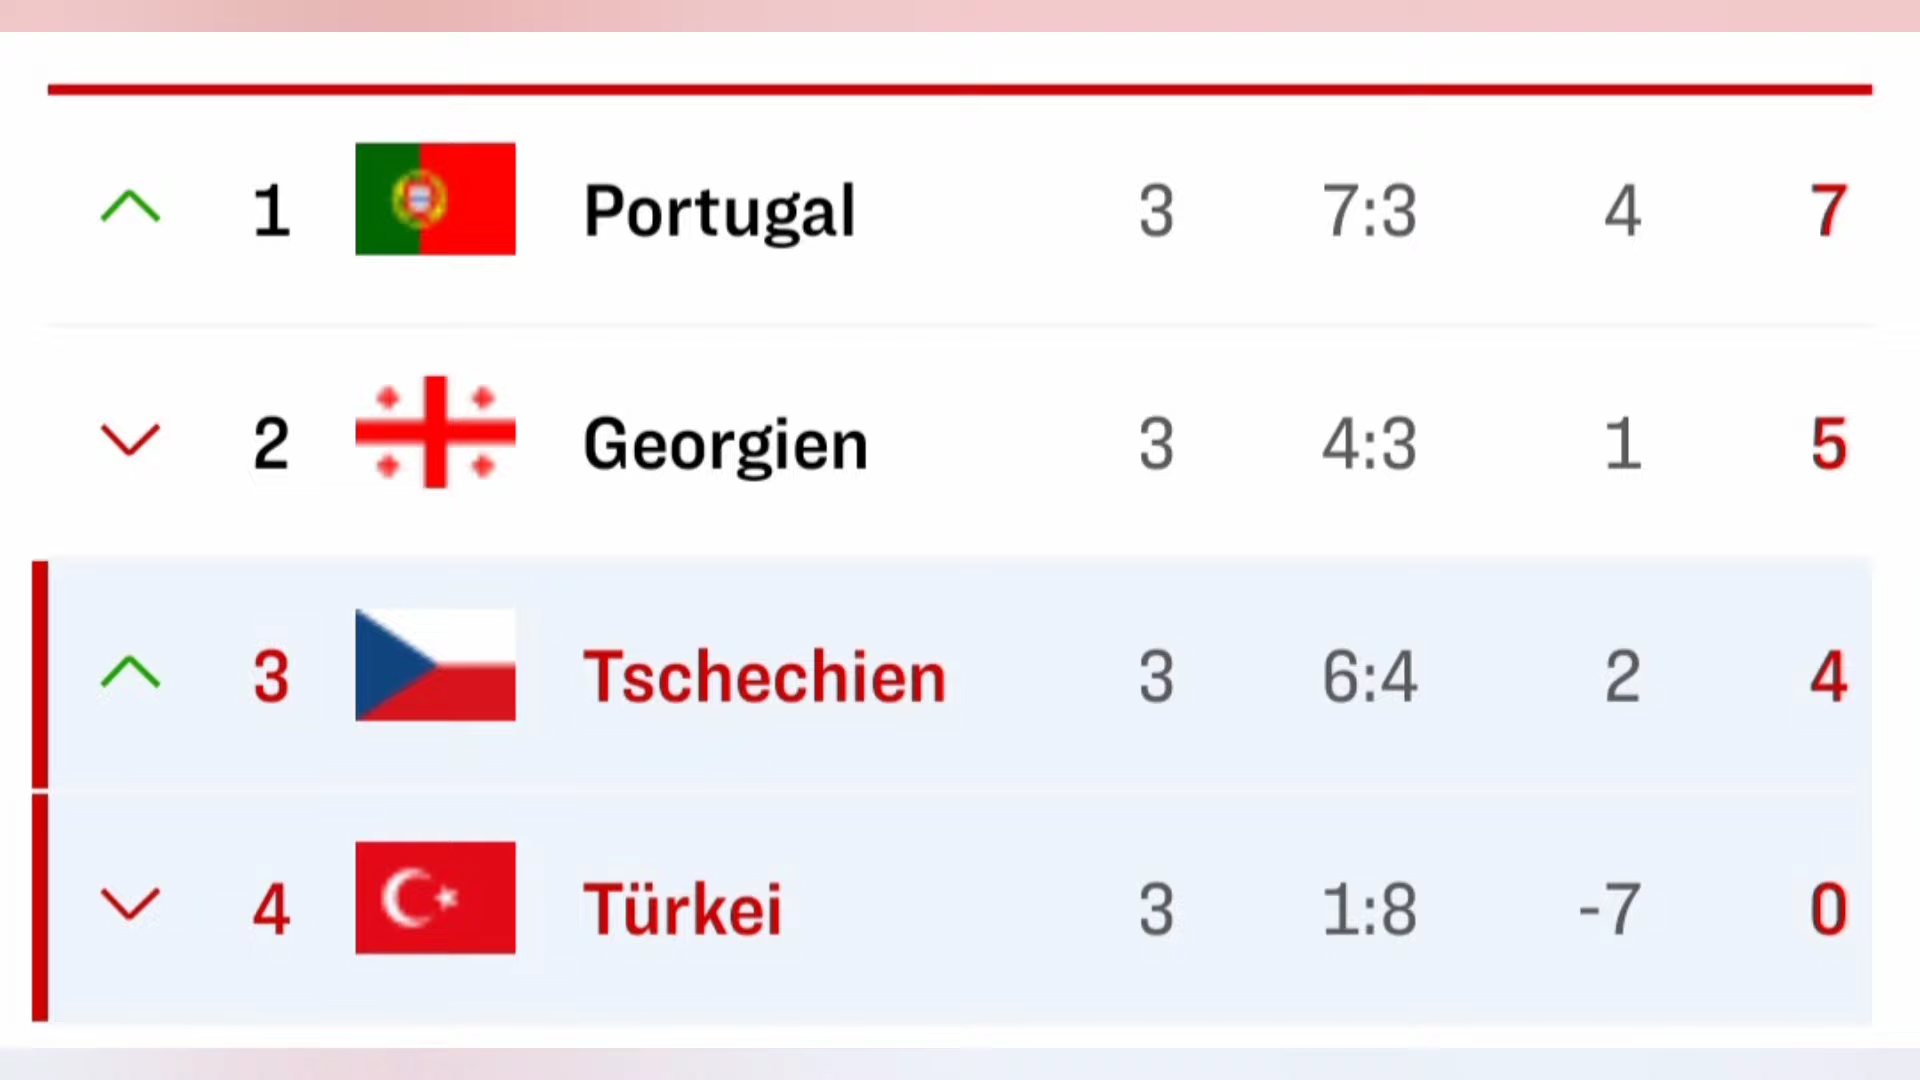 1 Portugal 3 7:3 4 7
2 Georgien 3 4:3 1 5
3 Tschechien 3 6:4 2 4
4 Türkei 3 1:8 -7 0